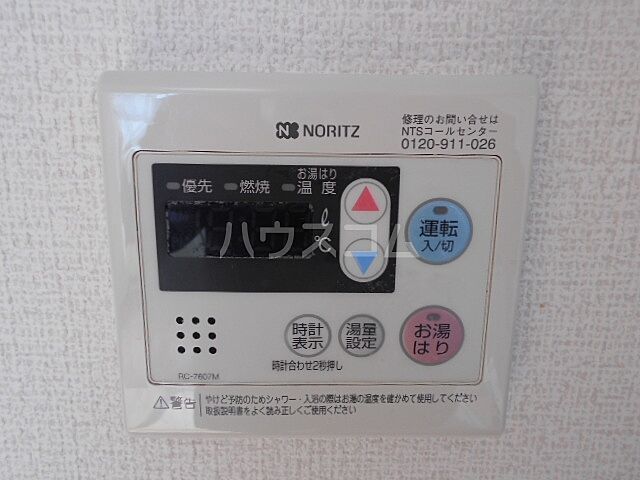 NORITZ
修理のお問い合せは
NTSコールセンター
0120-911-026
優先
燃焼
お湯はり
温度
ℓ
℃
運転
入/切
ハウスコム
時計
表示
湯量
設定
お湯
はり
時計合わせ2秒押し
RC-7607M
警告
やけど予防のためシャワー・入浴の際はお湯の温度を確かめて使用してください
取扱説明書をよく読み正しくご使用ください